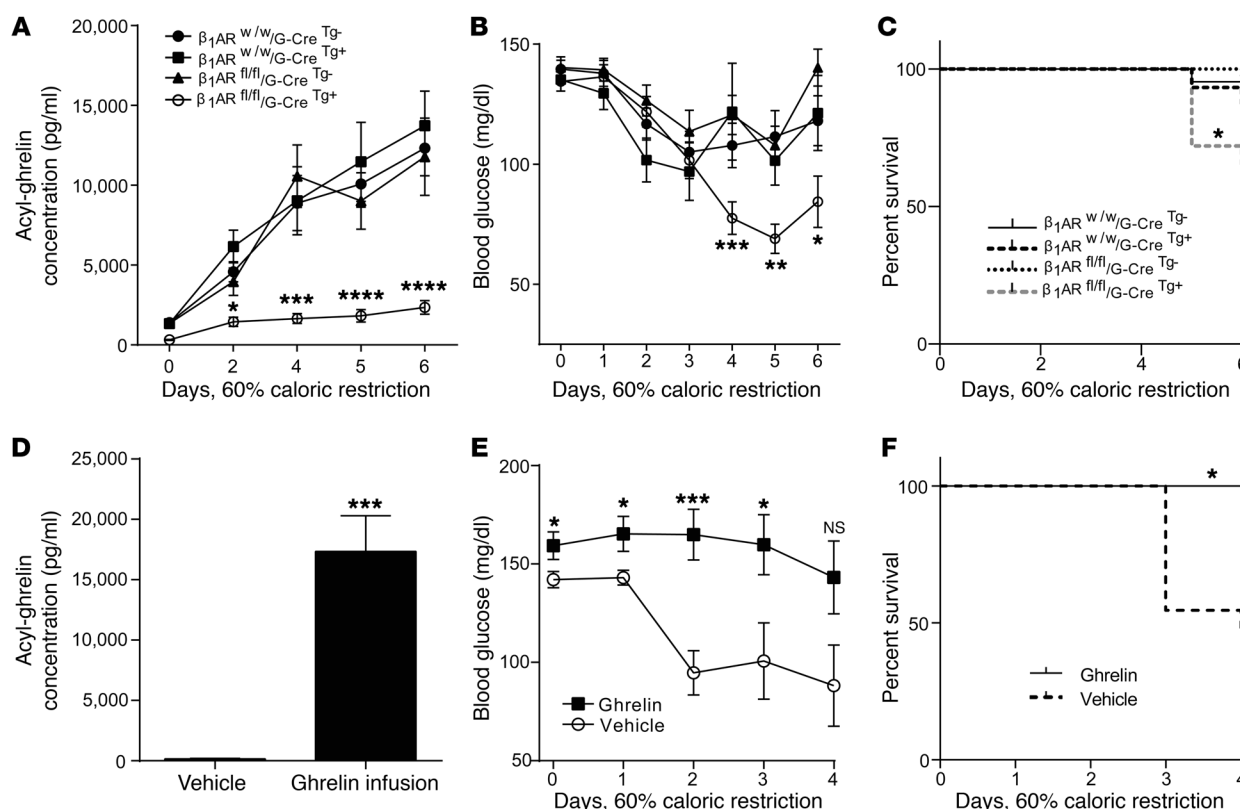 A
20,000
15,000
10,000
5,000
0
Acyl-ghrelin
concentration (pg/ml)
β1AR w/w/G-Cre Tg-
β1AR w/w/G-Cre Tg+
β1AR fl/fl/G-Cre Tg-
β1AR fl/fl/G-Cre Tg+
*
***
****
****
0 2 4 5 6
Days, 60% caloric restriction
B
150
100
50
Blood glucose (mg/dl)
***
**
*
0 1 2 3 4 5 6
Days, 60% caloric restriction
C
100
50
0
Percent survival
*
β1AR w/w/G-Cre Tg-
β1AR w/w/G-Cre Tg+
β1AR fl/fl/G-Cre Tg-
β1AR fl/fl/G-Cre Tg+
0 2 4
Days, 60% caloric restriction
D
25,000
20,000
15,000
10,000
5,000
0
Acyl-ghrelin
concentration (pg/ml)
***
Vehicle Ghrelin infusion
E
200
150
100
50
Blood glucose (mg/dl)
*
*
***
*
NS
Ghrelin
Vehicle
0 1 2 3 4
Days, 60% caloric restriction
F
100
50
0
Percent survival
*
Ghrelin
Vehicle
0 1 2 3 4
Days, 60% caloric restriction